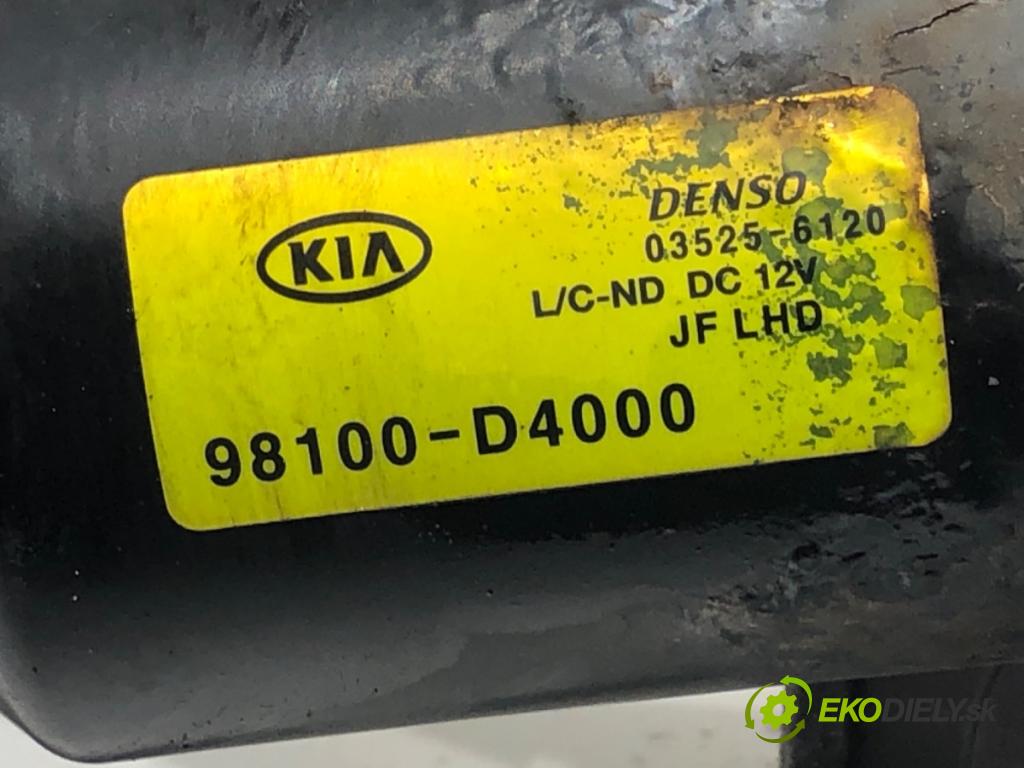 KIA
DENSO
03525-6120
L/C-ND DC 12V
JF LHD
98100-D4000
EKODIELY.sk